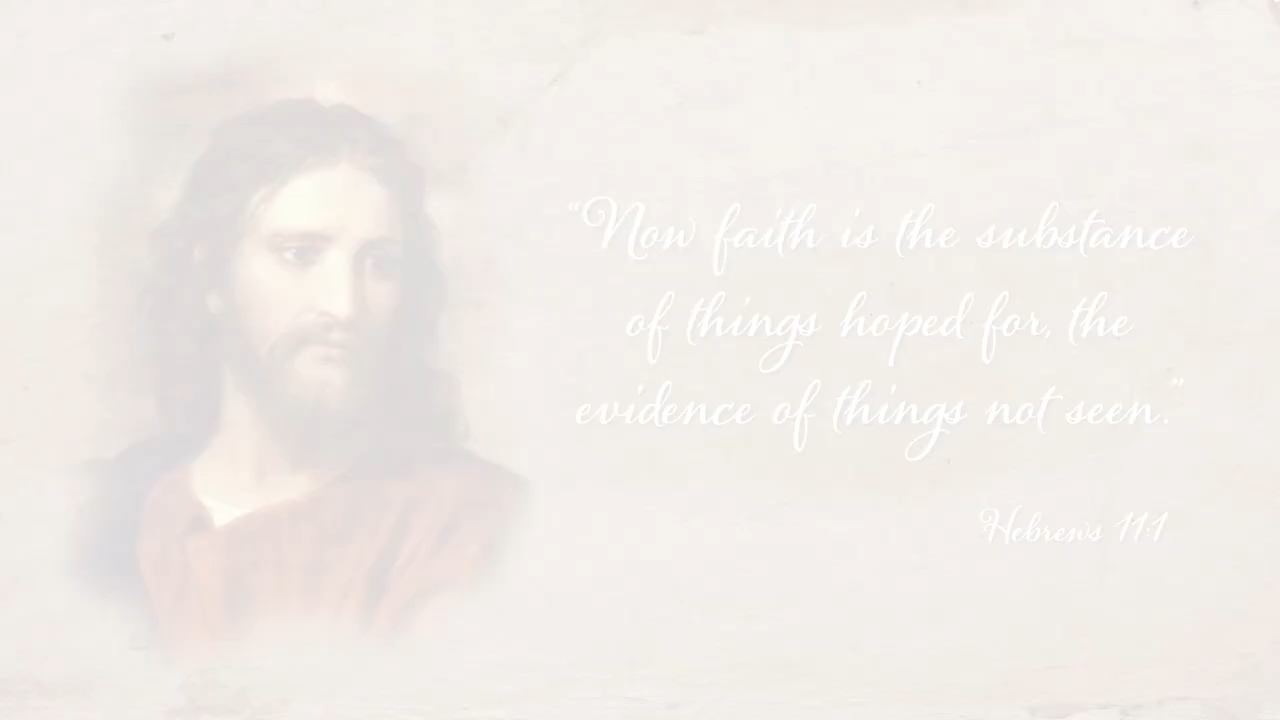 “Now faith is the substance
of things hoped for, the
evidence of things not seen.”
Hebrews 11:1